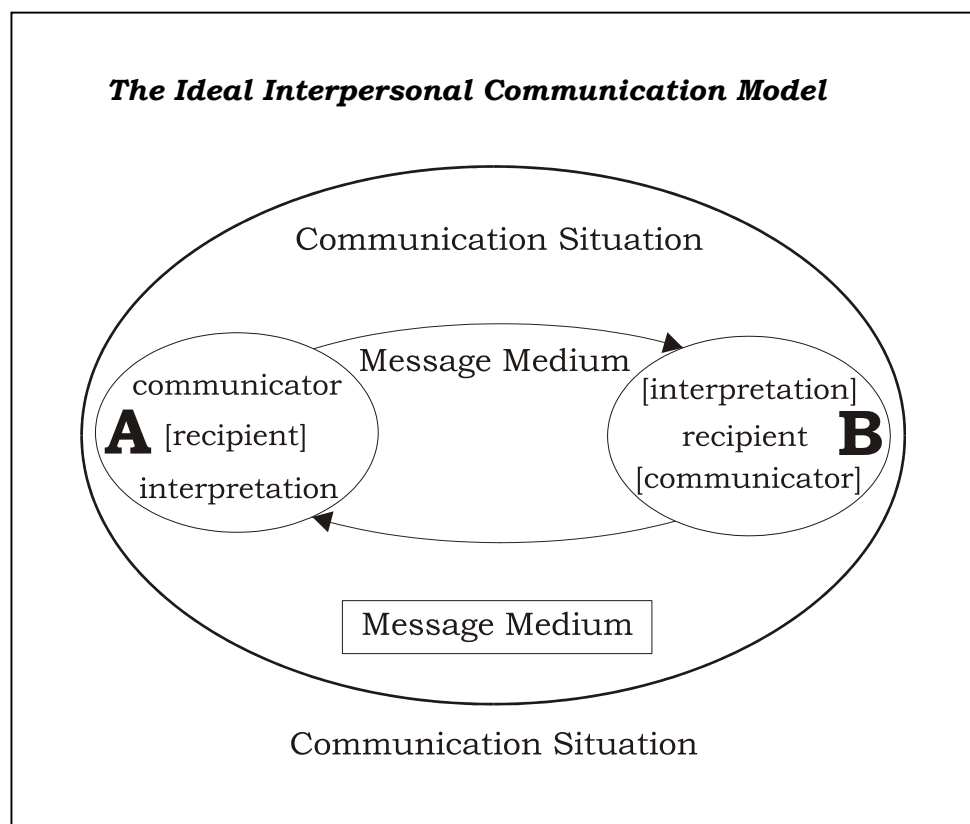 The Ideal Interpersonal Communication Model
Communication Situation
Message Medium
communicator
A [recipient]
interpretation
[interpretation]
recipient B
[communicator]
Message Medium
Communication Situation